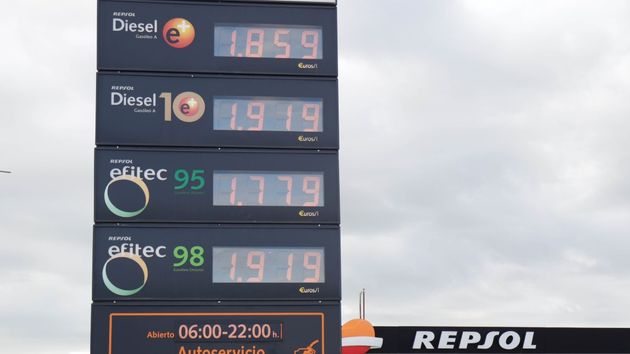 REPSOL
Diesel e+
Gasóleo A
1.859
€uros/l
REPSOL
Diesel 10 e+
Gasóleo A
1.919
€uros/l
REPSOL
efitec 95
1.779
€uros/l
REPSOL
efitec 98
1.919
€uros/l
Abierto 06:00-22:00 h.
Autoservicio
REPSOL